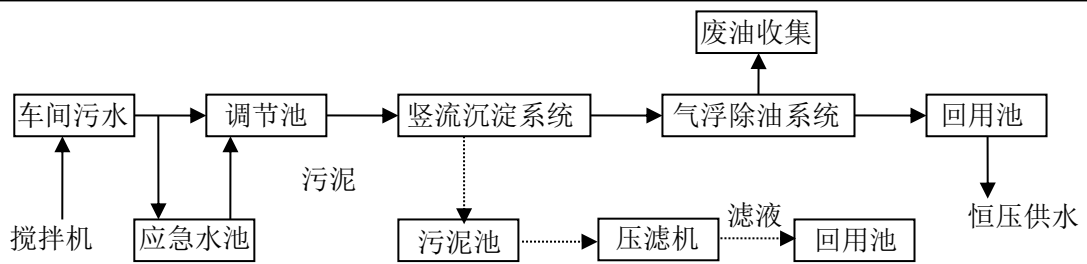 废油收集
车间污水
调节池
竖流沉淀系统
气浮除油系统
回用池
污泥
搅拌机
应急水池
污泥池
压滤机
滤液
回用池
恒压供水